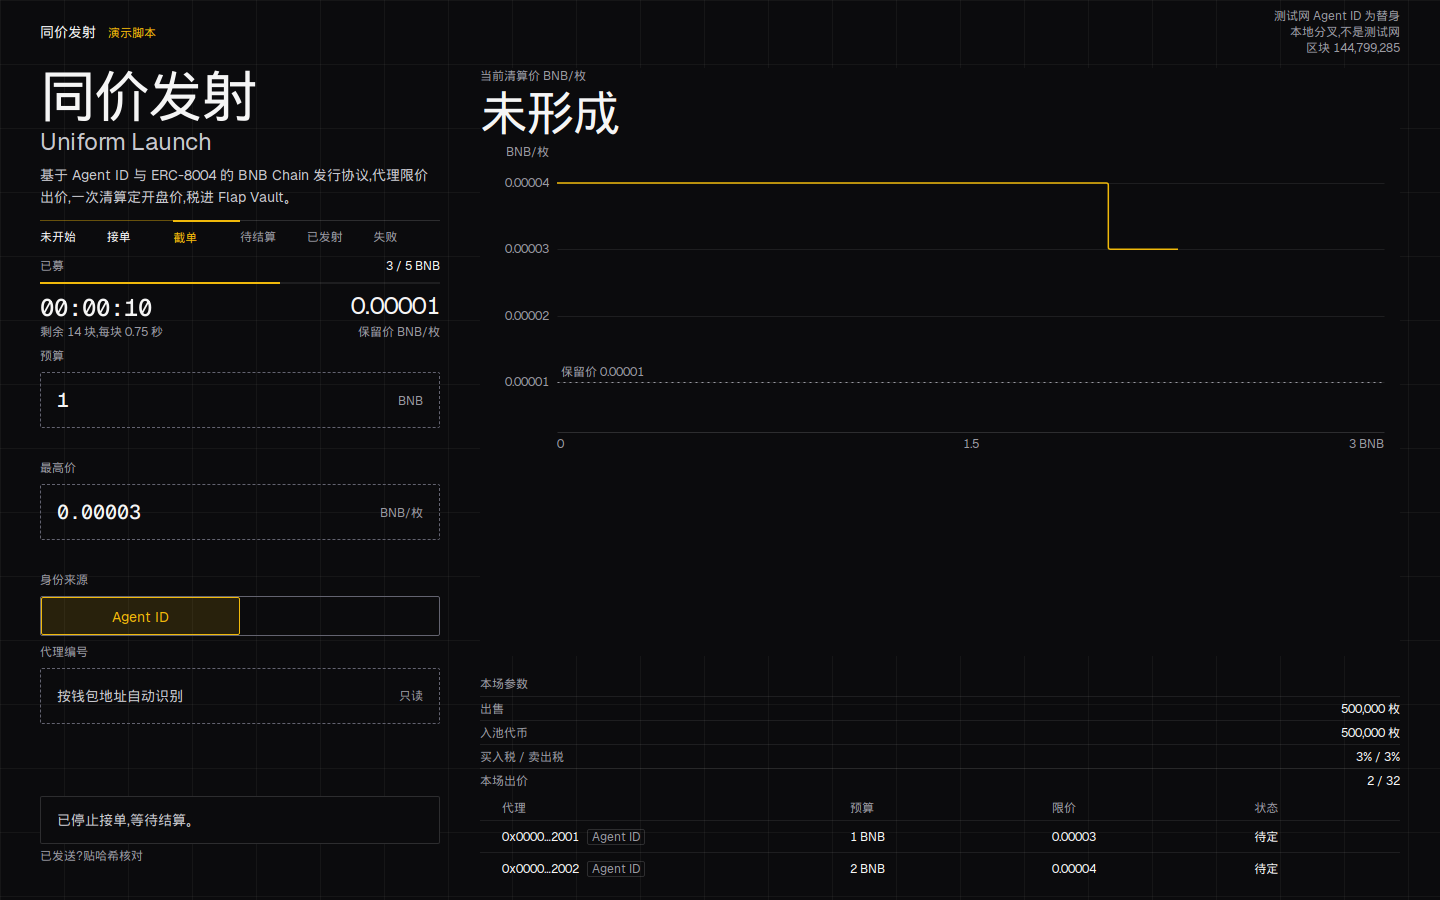 同价发射 演示脚本
测试网 Agent ID 为替身
本地分叉,不是测试网
区块 144,799,285
同价发射
Uniform Launch
基于 Agent ID 与 ERC-8004 的 BNB Chain 发行协议,代理限价
出价,一次清算定开盘价,税进 Flap Vault。
未开始 接单 截单 待结算 已发射 失败
已募 3 / 5 BNB
00:00:10 0.00001
剩余 14 块,每块 0.75 秒 保留价 BNB/枚
预算
1 BNB
最高价
0.00003 BNB/枚
身份来源
Agent ID
代理编号
按钱包地址自动识别 只读
已停止接单,等待结算。
已发送?贴哈希核对
当前清算价 BNB/枚
未形成
BNB/枚
0.00004
0.00003
0.00002
保留价 0.00001
0.00001
0 1.5 3 BNB
本场参数
出售 500,000 枚
入池代币 500,000 枚
买入税 / 卖出税 3% / 3%
本场出价 2 / 32
代理 预算 限价 状态
0x0000…2001 Agent ID 1 BNB 0.00003 待定
0x0000…2002 Agent ID 2 BNB 0.00004 待定